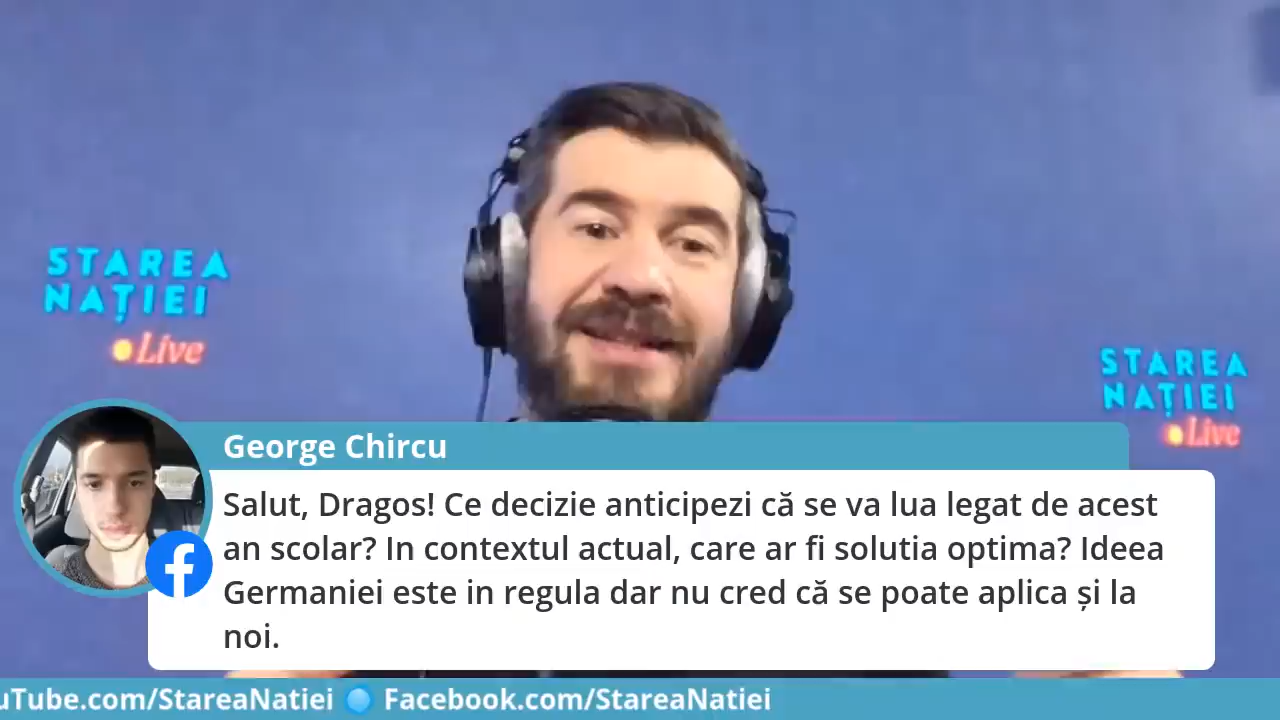 STAREA
NAȚIEI
Live
STAREA
NAȚIEI
Live
George Chircu
Salut, Dragos! Ce decizie anticipezi că se va lua legat de acest
an scolar? In contextul actual, care ar fi solutia optima? Ideea
Germaniei este in regula dar nu cred că se poate aplica și la
noi.
uTube.com/StareaNatiei Facebook.com/StareaNatiei